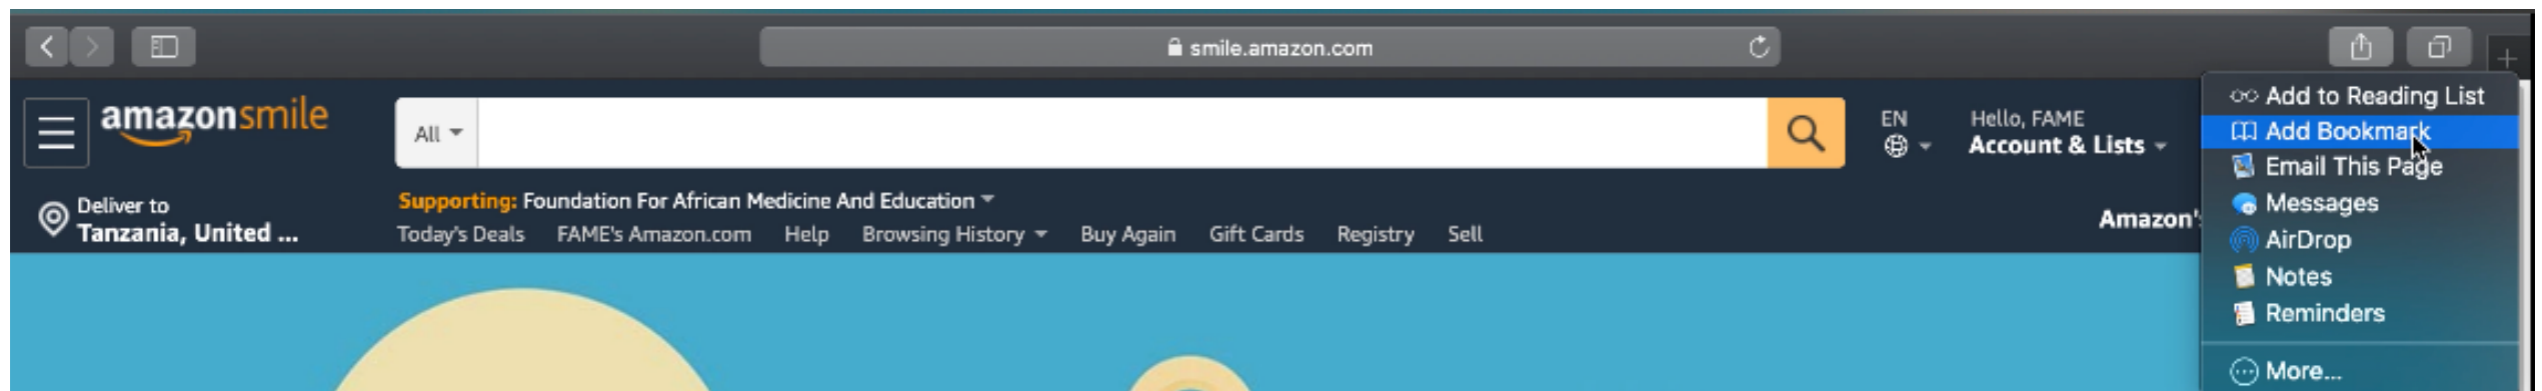 smile.amazon.com
amazonsmile
All
EN
Hello, FAME
Account & Lists
Deliver to
Tanzania, United ...
Supporting: Foundation For African Medicine And Education
Today's Deals FAME's Amazon.com Help Browsing History Buy Again Gift Cards Registry Sell
Amazon'
Add to Reading List
Add Bookmark
Email This Page
Messages
AirDrop
Notes
Reminders
More...